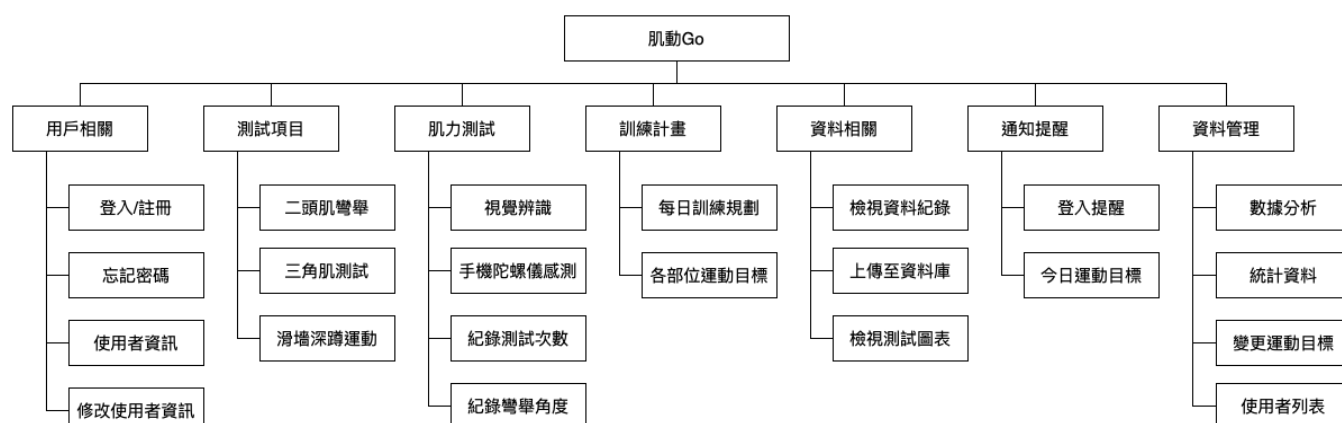 肌動Go
用戶相關
測試項目
肌力測試
訓練計畫
資料相關
通知提醒
資料管理
登入/註冊
二頭肌彎舉
視覺辨識
每日訓練規劃
檢視資料紀錄
登入提醒
數據分析
忘記密碼
三角肌測試
手機陀螺儀感測
各部位運動目標
上傳至資料庫
今日運動目標
統計資料
使用者資訊
滑墻深蹲運動
紀錄測試次數
檢視測試圖表
變更運動目標
修改使用者資訊
紀錄彎舉角度
使用者列表